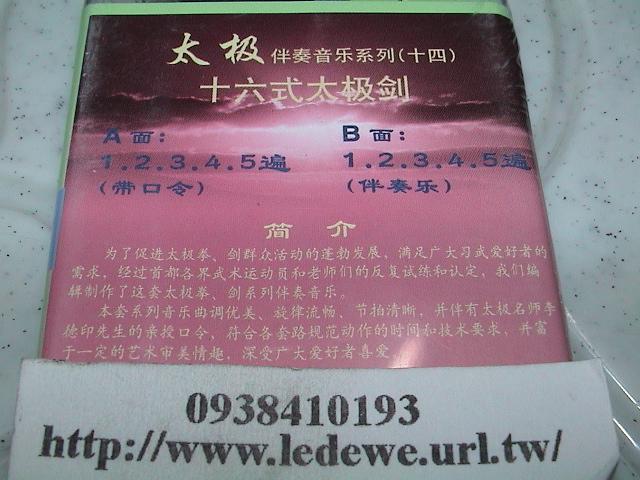 太极 伴奏音乐系列(十四)
十六式太极剑
A面: B面:
1.2.3.4.5遍 1.2.3.4.5遍
(带口令) (伴奏乐)
简 介
为了促进太极拳、剑群众活动的蓬勃发展，满足广大习武爱好者的
需求，经过首都各界武术运动员和老师们的反复试练和认定，我们编
辑制作了这套太极拳、剑系列伴奏音乐。
本套系列音乐曲调优美、旋律流畅、节拍清晰，并伴有太极名师李
德印先生的亲授口令，符合各套路规范动作的时间和技术要求，并富
于一定的艺术审美情趣，深受广大爱好者喜爱。
0938410193
http://www.ledewe.url.tw/